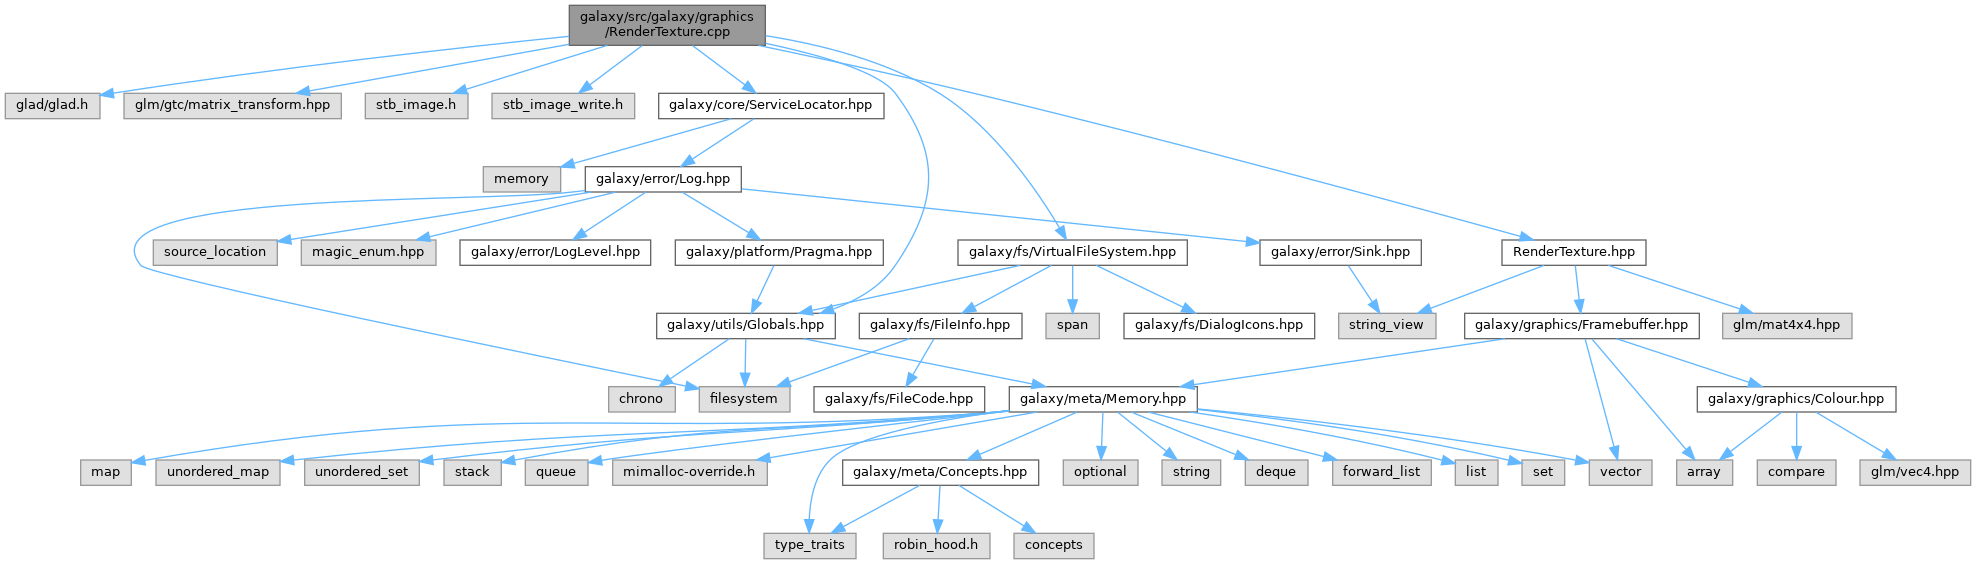 galaxy/src/galaxy/graphics
/RenderTexture.cpp
glad/glad.h
glm/gtc/matrix_transform.hpp
stb_image.h
stb_image_write.h
galaxy/core/ServiceLocator.hpp
memory
galaxy/error/Log.hpp
source_location
magic_enum.hpp
galaxy/error/LogLevel.hpp
galaxy/platform/Pragma.hpp
galaxy/fs/VirtualFileSystem.hpp
galaxy/error/Sink.hpp
RenderTexture.hpp
galaxy/utils/Globals.hpp
galaxy/fs/FileInfo.hpp
span
galaxy/fs/DialogIcons.hpp
string_view
galaxy/graphics/Framebuffer.hpp
glm/mat4x4.hpp
chrono
filesystem
galaxy/fs/FileCode.hpp
galaxy/meta/Memory.hpp
galaxy/graphics/Colour.hpp
map
unordered_map
unordered_set
stack
queue
mimalloc-override.h
galaxy/meta/Concepts.hpp
optional
string
deque
forward_list
list
set
vector
array
compare
glm/vec4.hpp
type_traits
robin_hood.h
concepts